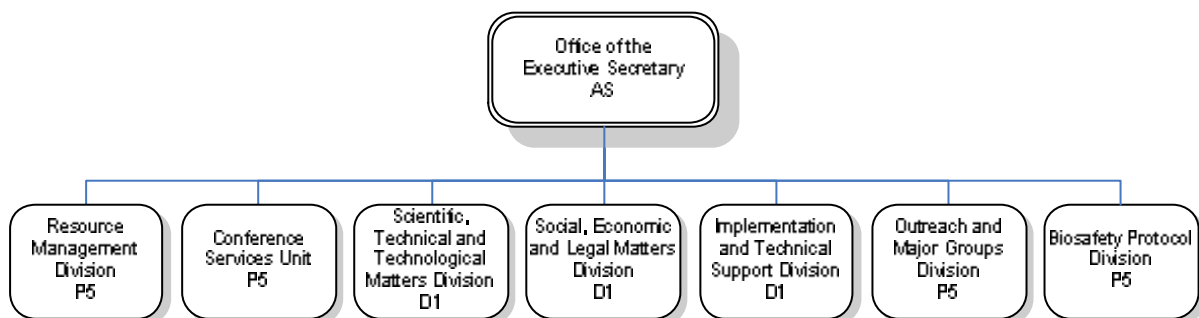 Office of the
Executive Secretary
AS
Resource
Management
Division
P5
Conference
Services Unit
P5
Scientific,
Technical and
Technological
Matters Division
D1
Social, Economic
and Legal Matters
Division
D1
Implementation
and Technical
Support Division
D1
Outreach and
Major Groups
Division
P5
Biosafety Protocol
Division
P5